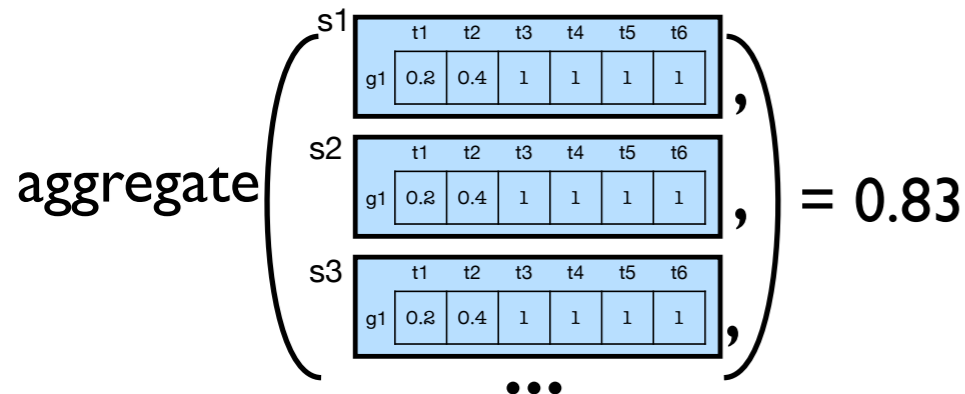 s1
t1 t2 t3 t4 t5 t6
g1 0.2 0.4 1 1 1 1 ,
s2
t1 t2 t3 t4 t5 t6
aggregate g1 0.2 0.4 1 1 1 1 , = 0.83
s3
t1 t2 t3 t4 t5 t6
g1 0.2 0.4 1 1 1 1 ,
...